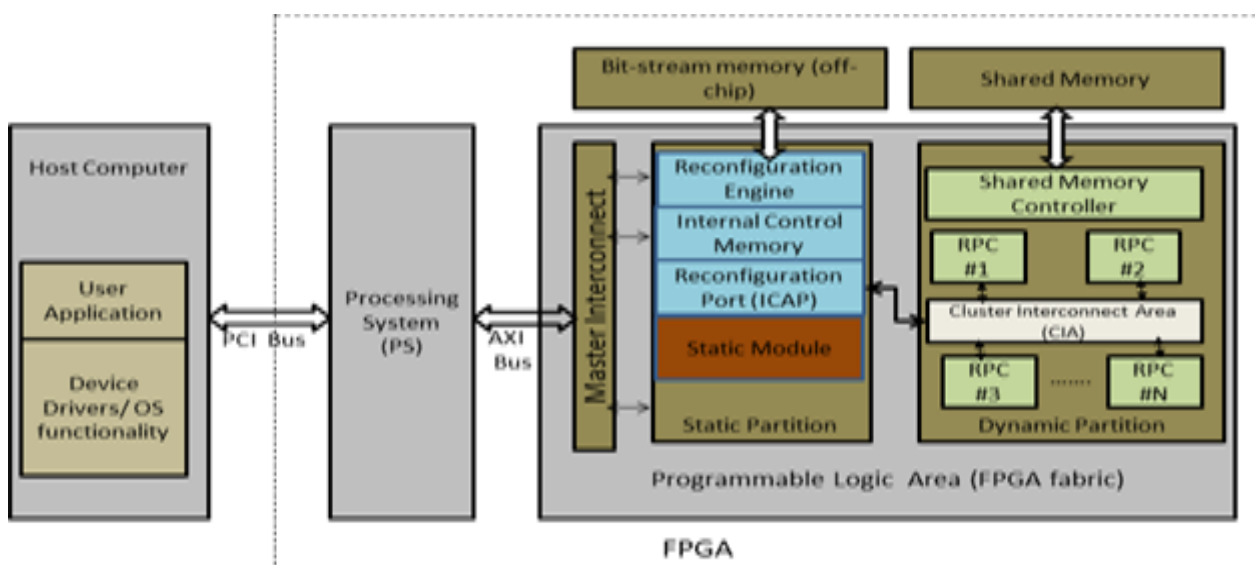 Bit-stream memory (off-
chip)
Shared Memory
Host Computer
User
Application
Device
Drivers/ OS
functionality
PCI Bus
Processing
System
(PS)
AXI
Bus
Master Interconnect
Reconfiguration
Engine
Internal Control
Memory
Reconfiguration
Port (ICAP)
Static Module
Static Partition
Shared Memory
Controller
RPC
#1
RPC
#2
Cluster Interconnect Area
(CIA)
RPC
#3
.......
RPC
#N
Dynamic Partition
Programmable Logic Area (FPGA fabric)
FPGA